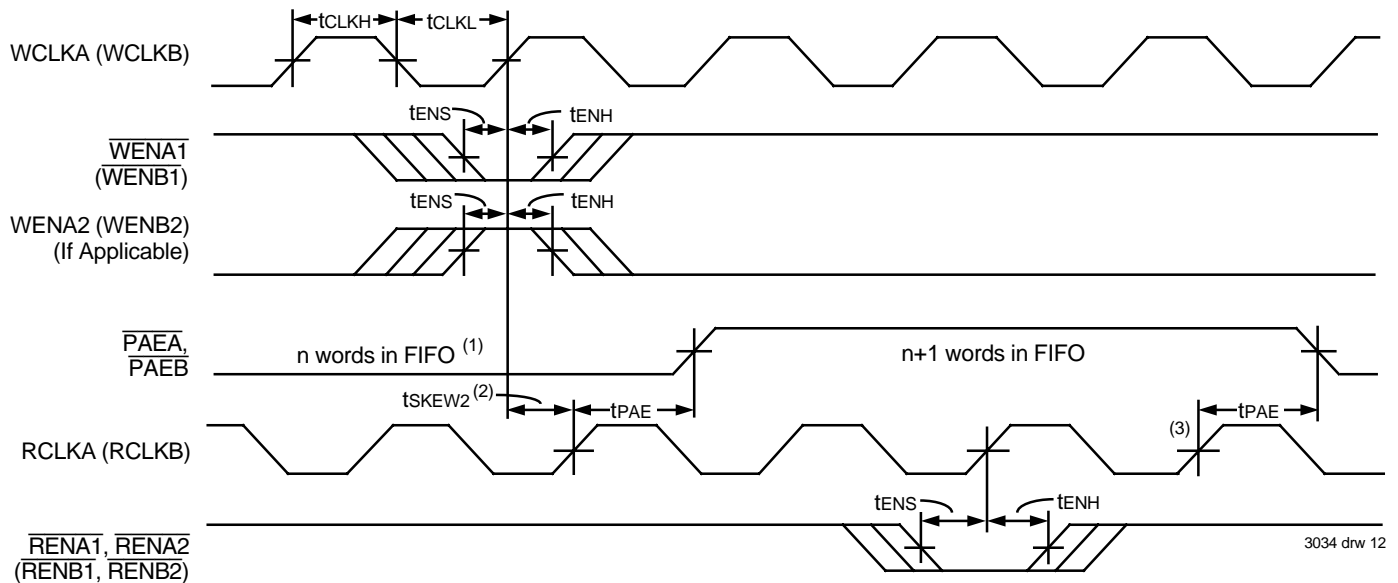 tCLKH tCLKL
WCLKA (WCLKB)
tENS tENH
WENA1
(WENB1)
tENS tENH
WENA2 (WENB2)
(If Applicable)
PAEA,
PAEB
n words in FIFO (1)
n+1 words in FIFO
tSKEW2 (2)
tPAE
(3)
tPAE
RCLKA (RCLKB)
tENS tENH
RENA1, RENA2
(RENB1, RENB2)
3034 drw 12